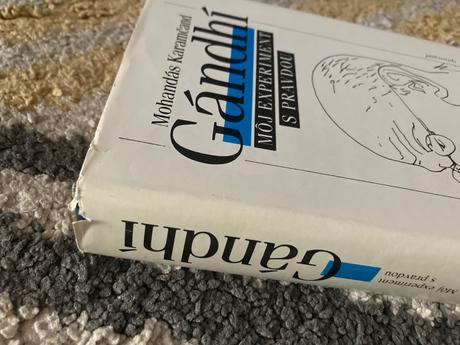 Mohandás Karamčand
Gándhí
MÔJ EXPERIMENT
S PRAVDOU
Gándhí
Môj experiment
s pravdou